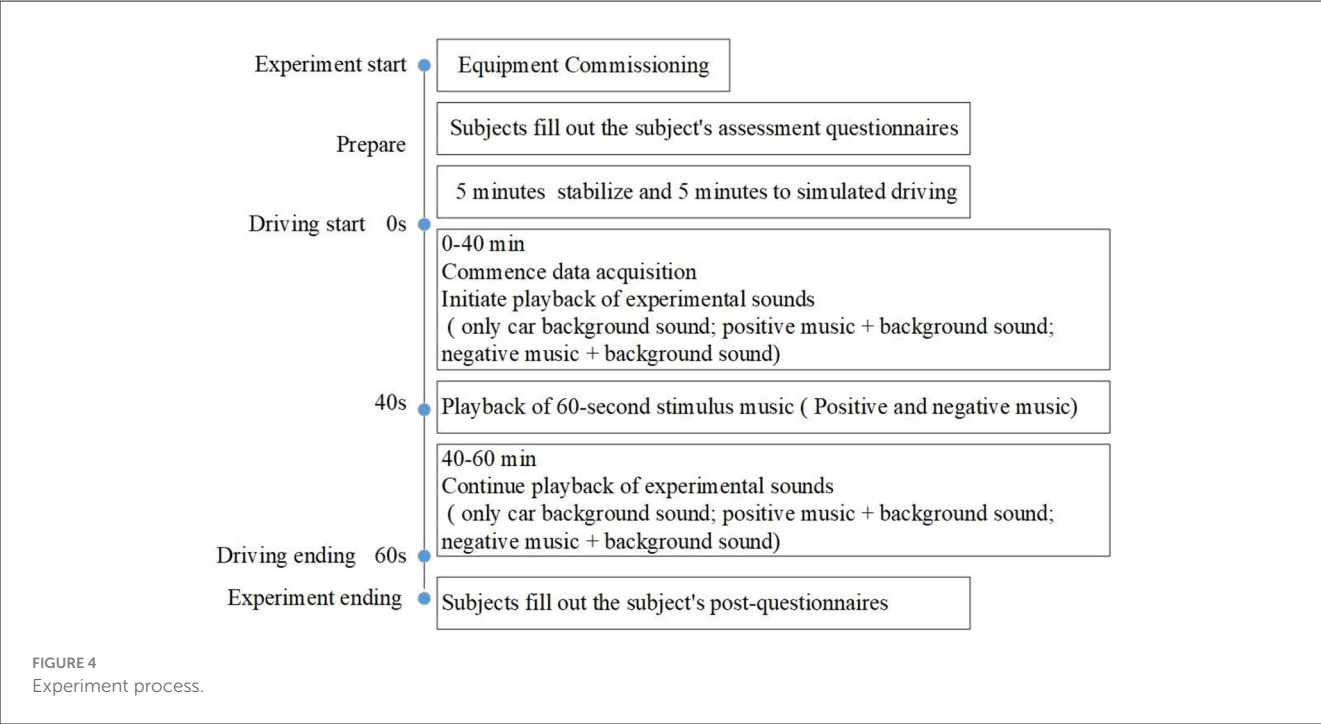 Experiment start
Equipment Commissioning
Prepare
Subjects fill out the subject's assessment questionnaires
5 minutes stabilize and 5 minutes to simulated driving
Driving start 0s
0-40 min
Commence data acquisition
Initiate playback of experimental sounds
( only car background sound; positive music + background sound;
negative music + background sound)
40s
Playback of 60-second stimulus music ( Positive and negative music)
40-60 min
Continue playback of experimental sounds
( only car background sound; positive music + background sound;
negative music + background sound)
Driving ending 60s
Experiment ending
Subjects fill out the subject's post-questionnaires
FIGURE 4
Experiment process.